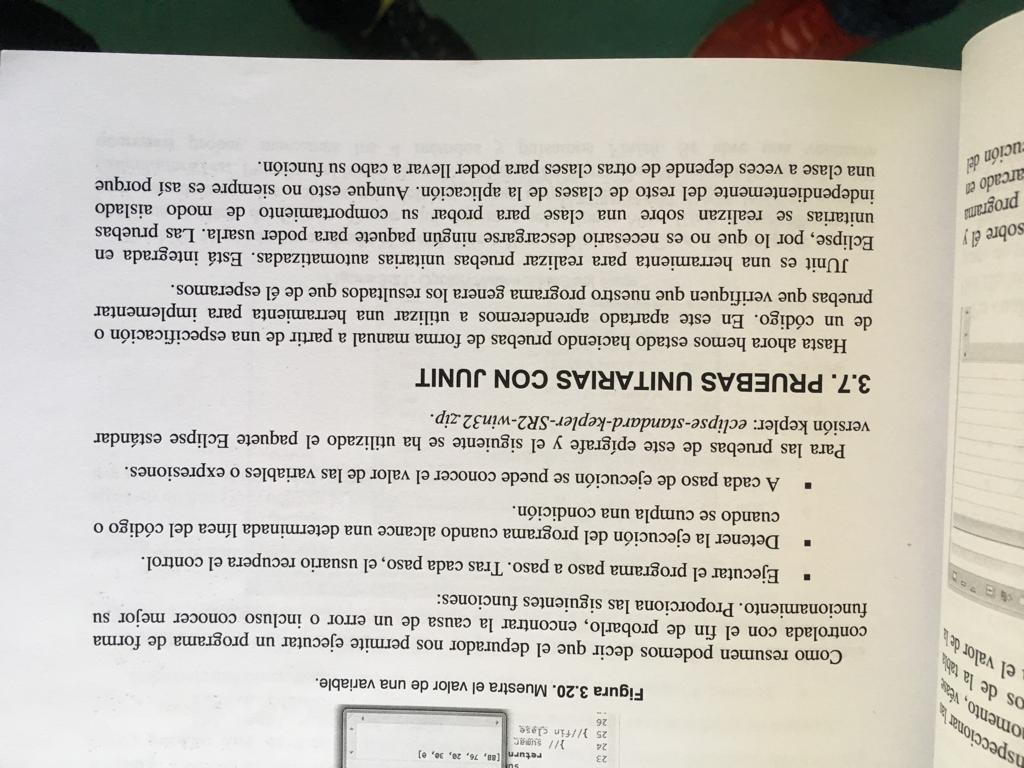 23
24
25
26
return
}// sumar
}//fin clase
[88, 76, 28, 30, 0]
Figura 3.20. Muestra el valor de una variable.
Como resumen podemos decir que el depurador nos permite ejecutar un programa de forma
controlada con el fin de probarlo, encontrar la causa de un error o incluso conocer mejor su
funcionamiento. Proporciona las siguientes funciones:
▪ Ejecutar el programa paso a paso. Tras cada paso, el usuario recupera el control.
▪ Detener la ejecución del programa cuando alcance una determinada línea del código o
cuando se cumpla una condición.
▪ A cada paso de ejecución se puede conocer el valor de las variables o expresiones.
Para las pruebas de este epígrafe y el siguiente se ha utilizado el paquete Eclipse estándar
versión kepler: eclipse-standard-kepler-SR2-win32.zip.
3.7. PRUEBAS UNITARIAS CON JUNIT
Hasta ahora hemos estado haciendo pruebas de forma manual a partir de una especificación o
de un código. En este apartado aprenderemos a utilizar una herramienta para implementar
pruebas que verifiquen que nuestro programa genera los resultados que de él esperamos.
JUnit es una herramienta para realizar pruebas unitarias automatizadas. Está integrada en
Eclipse, por lo que no es necesario descargarse ningún paquete para poder usarla. Las pruebas
unitarias se realizan sobre una clase para probar su comportamiento de modo aislado
independientemente del resto de clases de la aplicación. Aunque esto no siempre es así porque
una clase a veces depende de otras clases para poder llevar a cabo su función.
nspeccionar la
omento, véase
os de la tabla
a el valor de la
sobre él y
programa
arcado en
cución del